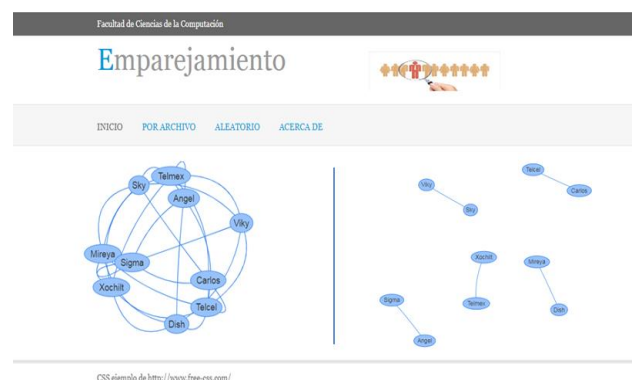 Facultad de Ciencias de la Computación
Emparejamiento
INICIO POR ARCHIVO ALEATORIO ACERCA DE
Telmex
Sky
Angel
Viky
Mireya
Sigma
Xochilt
Carlos
Telcel
Dish
Telcel
Viky
Carlos
Sky
Xochilt
Mireya
Sigma
Telmex
Dish
Angel
CSS ejemplo de http://www.free-css.com/